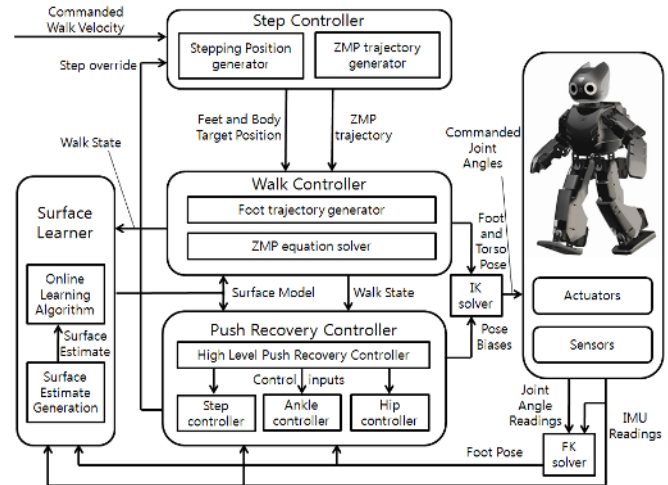 Commanded
Walk Velocity
Step override
Step Controller
Stepping Position
generator
ZMP trajectory
generator
Feet and Body
Target Position
ZMP
trajectory
Walk State
Commanded
Joint
Angles
Walk Controller
Foot trajectory generator
ZMP equation solver
Surface
Learner
Online
Learning
Algorithm
Surface
Estimate
Surface
Estimate
Generation
Surface Model
Walk State
Foot
and
Torso
Pose
IK
solver
Pose
Biases
Push Recovery Controller
High Level Push Recovery Controller
Control inputs
Step
controller
Ankle
controller
Hip
controller
Actuators
Sensors
Joint
Angle
Readings
IMU
Readings
FK
solver
Foot Pose